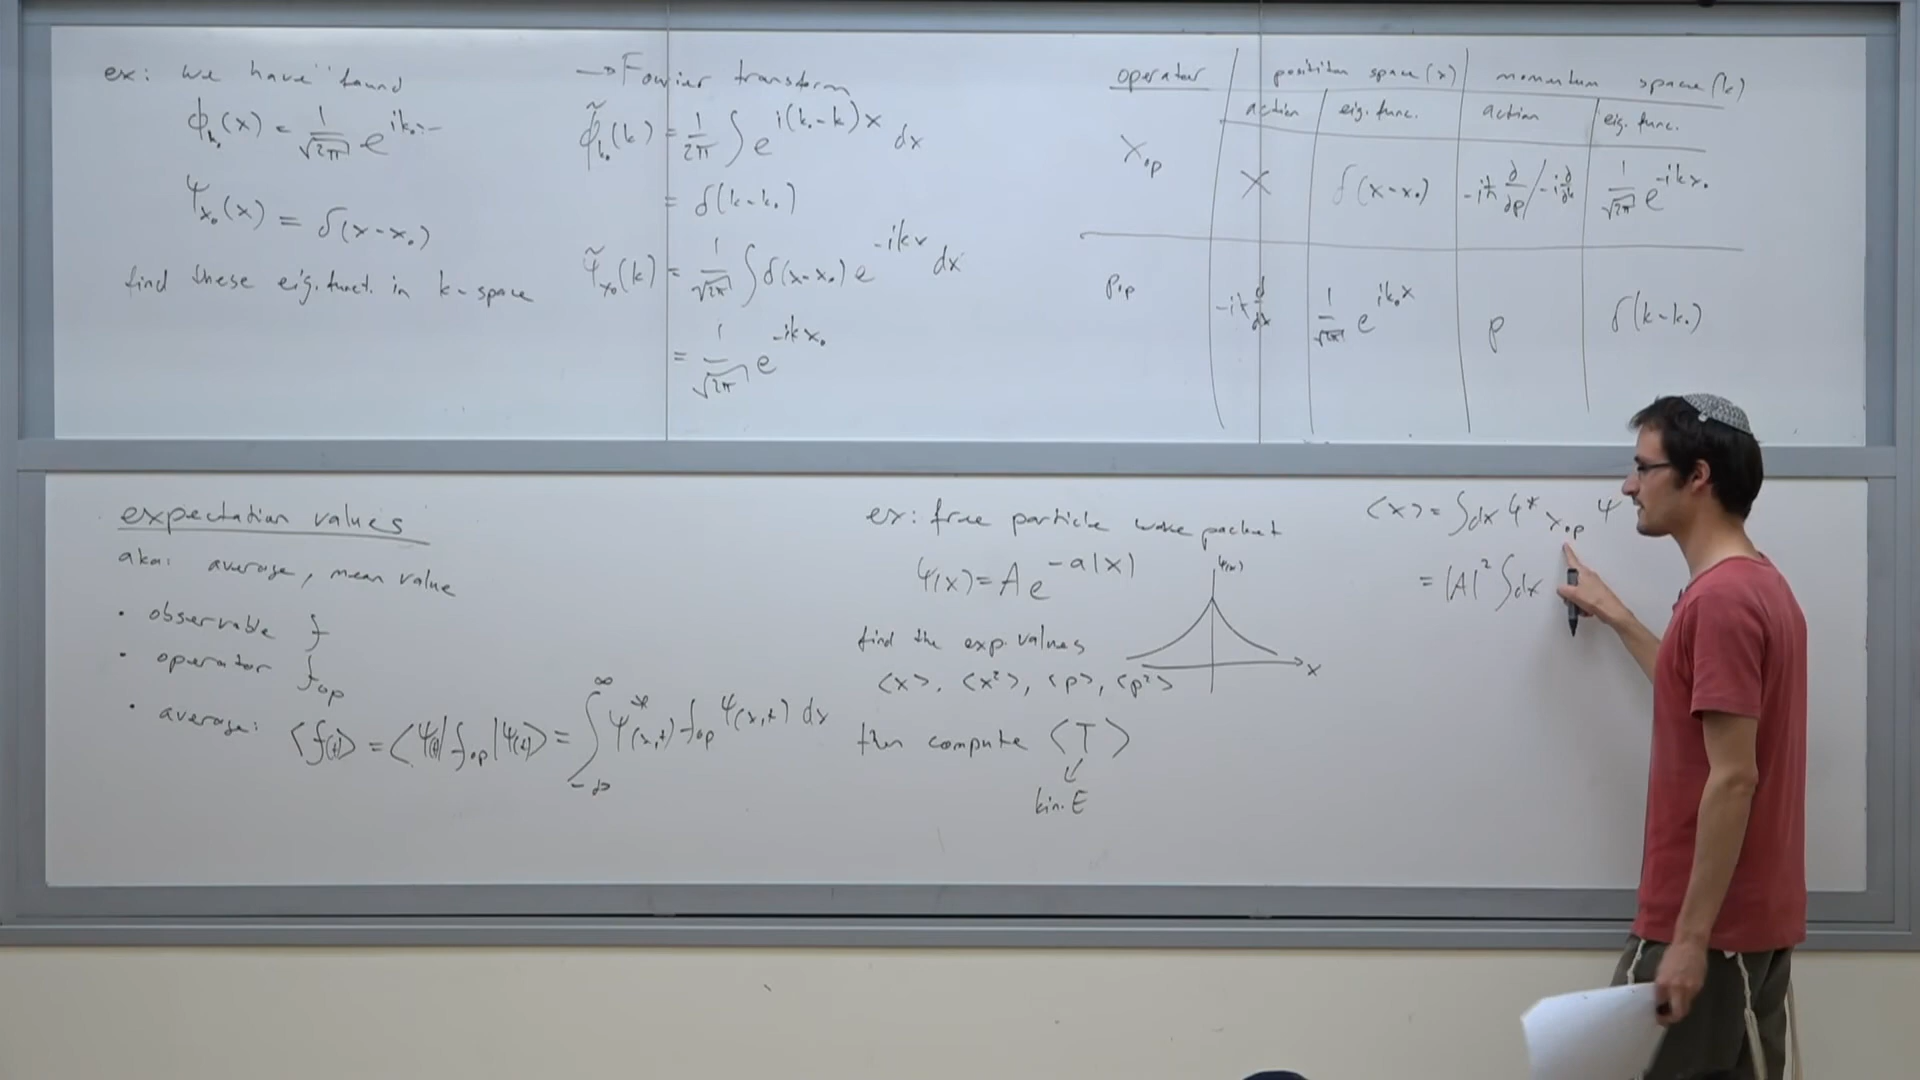 ex: we have found
ϕ_k₀(x) = 1/√2π e^{ik₀x}
Ψ_x₀(x) = δ(x-x₀)
find these eig. funct. in k-space
→ Fourier transform
ϕ̃_k₀(k) = 1/2π ∫ e^{i(k₀-k)x} dx
= δ(k-k₀)
Ψ̃_x₀(k) = 1/√2π ∫ δ(x-x₀) e^{-ikx} dx
= 1/√2π e^{-ikx₀}
operator | position space (x) | momentum space (k)
action | eig. func. | action | eig. func.
x_op | x | δ(x-x₀) | -iħ ∂/∂p / -i ∂/∂k | 1/√2π e^{-ikx₀}
p_op | -iħ d/dx | 1/√2π e^{ik₀x} | p | δ(k-k₀)
expectation values
aka: average, mean value
• observable f
• operator f_op
• average: ⟨f(t)⟩ = ⟨Ψ(t)|f_op|Ψ(t)⟩ = ∫_{-∞}^{∞} Ψ*(x,t) f_op Ψ(x,t) dx
ex: free particle wave packet
Ψ(x) = A e^{-a|x|}
Ψ(x)
x
find the exp. values
⟨x⟩, ⟨x²⟩, ⟨p⟩, ⟨p²⟩
then compute ⟨T⟩
kin. E
⟨x⟩ = ∫dx Ψ* x_op Ψ
= |A|² ∫dx